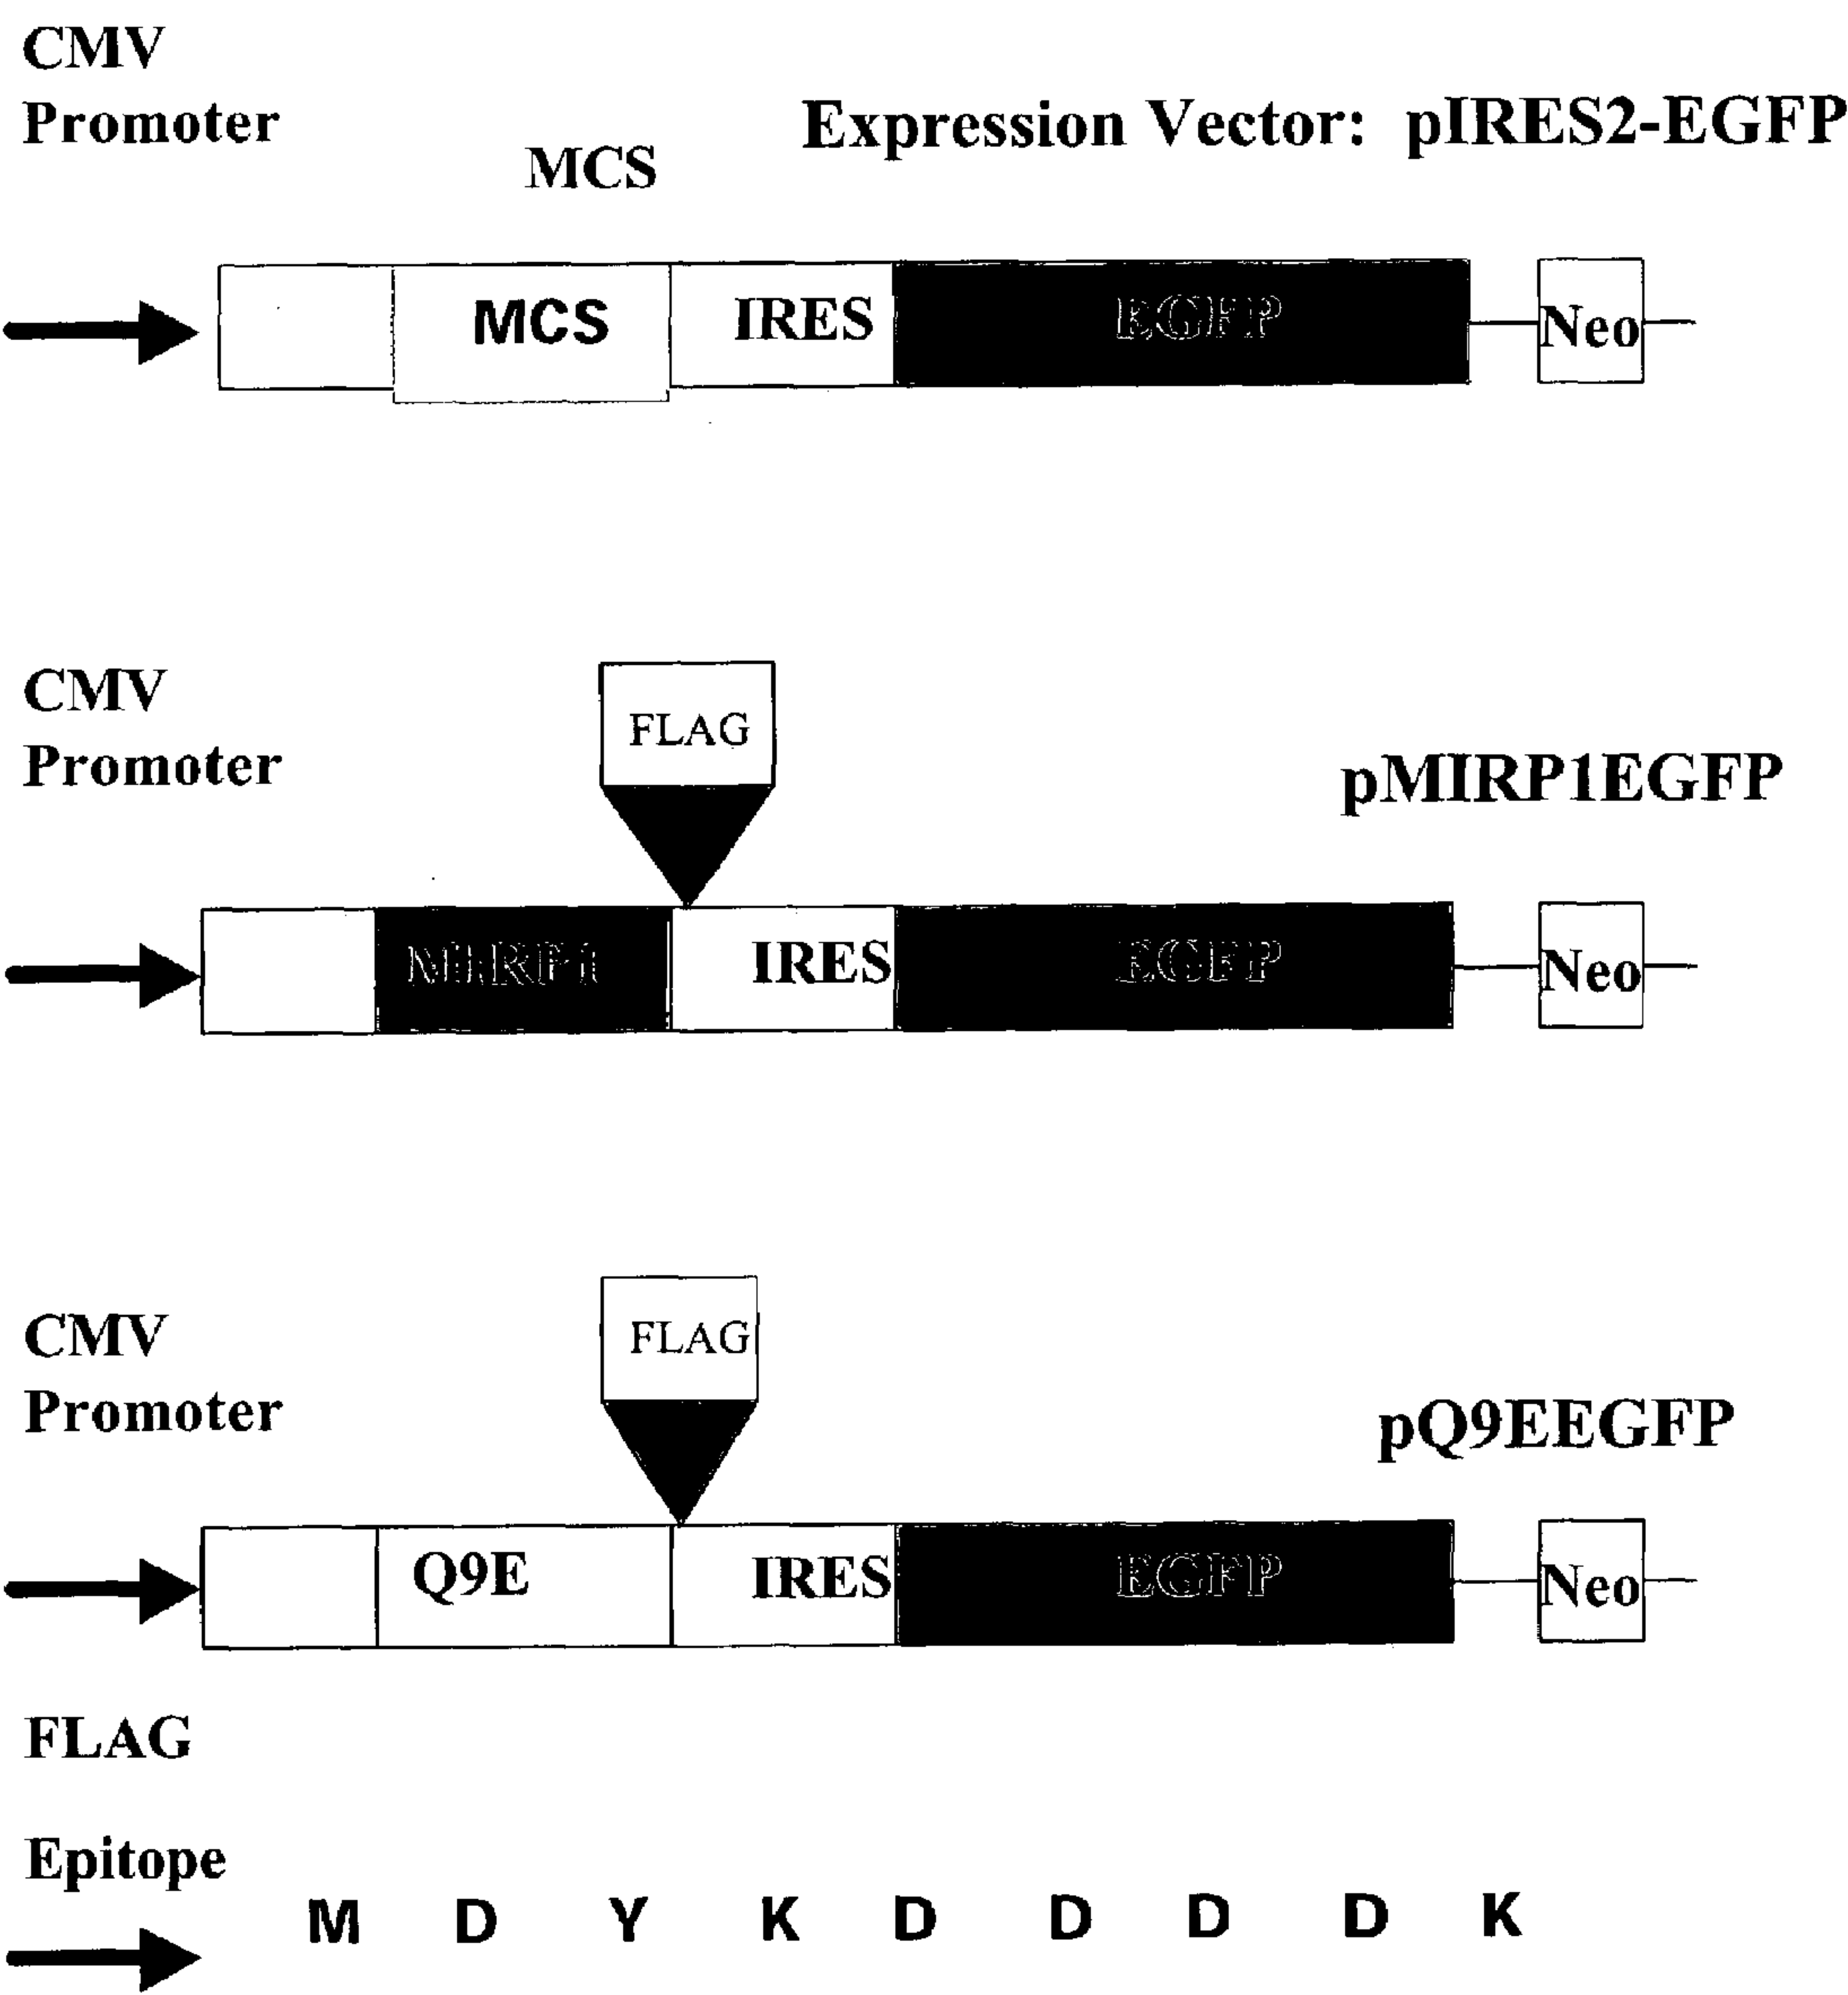 CMV
Promoter
Expression Vector: pIRES2-EGFP
MCS
MCS IRES EGFP Neo
CMV
Promoter
FLAG
pMIRP1EGFP
IRES EGFP Neo
CMV
Promoter
FLAG
pQ9EEGFP
Q9E IRES EGFP Neo
FLAG
Epitope
M D Y K D D D D K